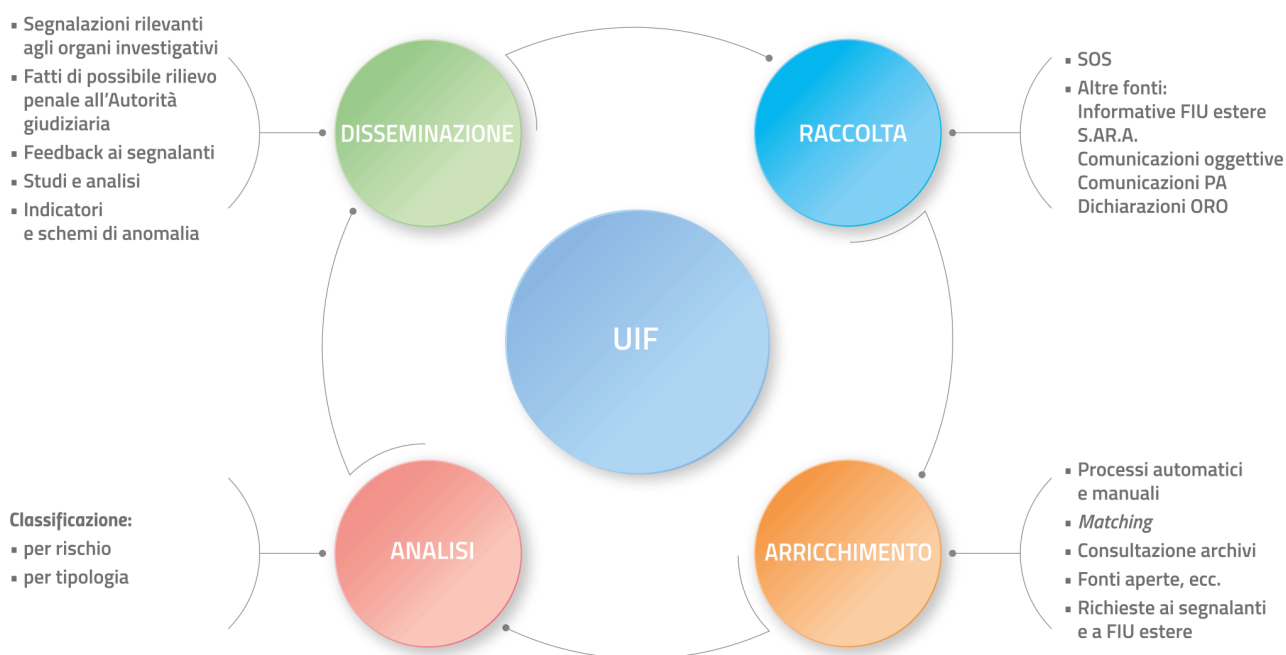 ▪ Segnalazioni rilevanti
agli organi investigativi
▪ Fatti di possibile rilievo
penale all'Autorità
giudiziaria
▪ Feedback ai segnalanti
▪ Studi e analisi
▪ Indicatori
e schemi di anomalia
DISSEMINAZIONE
RACCOLTA
▪ SOS
▪ Altre fonti:
Informative FIU estere
S.AR.A.
Comunicazioni oggettive
Comunicazioni PA
Dichiarazioni ORO
UIF
Classificazione:
▪ per rischio
▪ per tipologia
ANALISI
ARRICCHIMENTO
▪ Processi automatici
e manuali
▪ Matching
▪ Consultazione archivi
▪ Fonti aperte, ecc.
▪ Richieste ai segnalanti
e a FIU estere